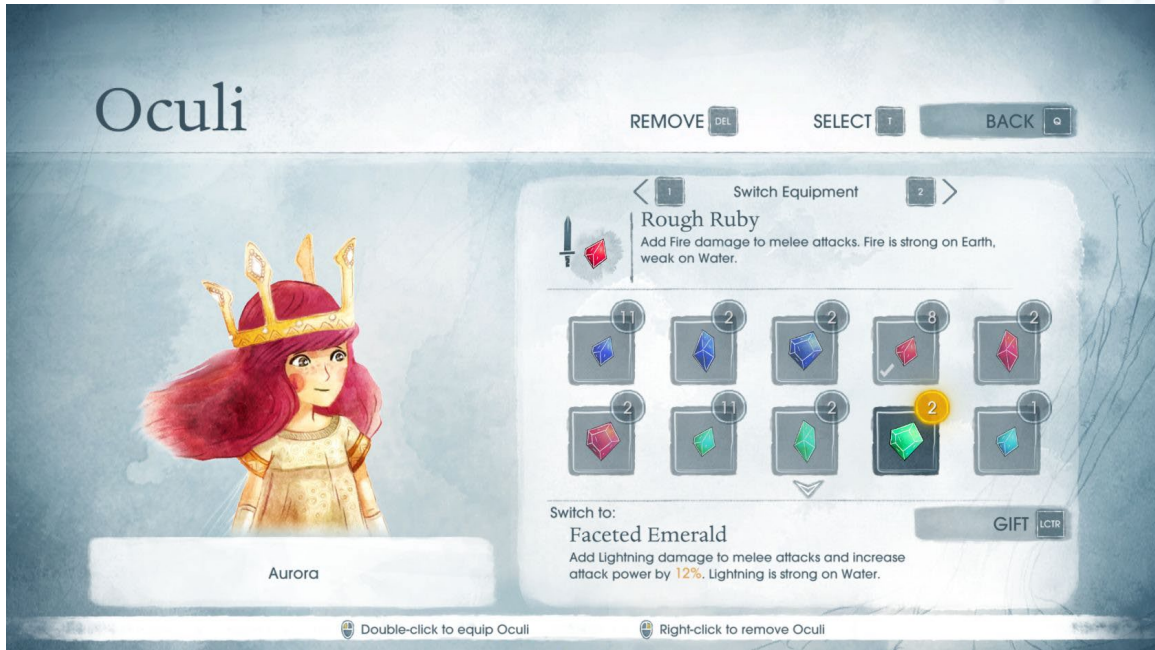 Oculi
REMOVE DEL
SELECT T
BACK Q
1 Switch Equipment 2
Rough Ruby
Add Fire damage to melee attacks. Fire is strong on Earth,
weak on Water.
11 2 2 8 2
2 11 2 2 1
Switch to:
Faceted Emerald
GIFT LCTR
Add Lightning damage to melee attacks and increase
attack power by 12%. Lightning is strong on Water.
Aurora
Double-click to equip Oculi
Right-click to remove Oculi